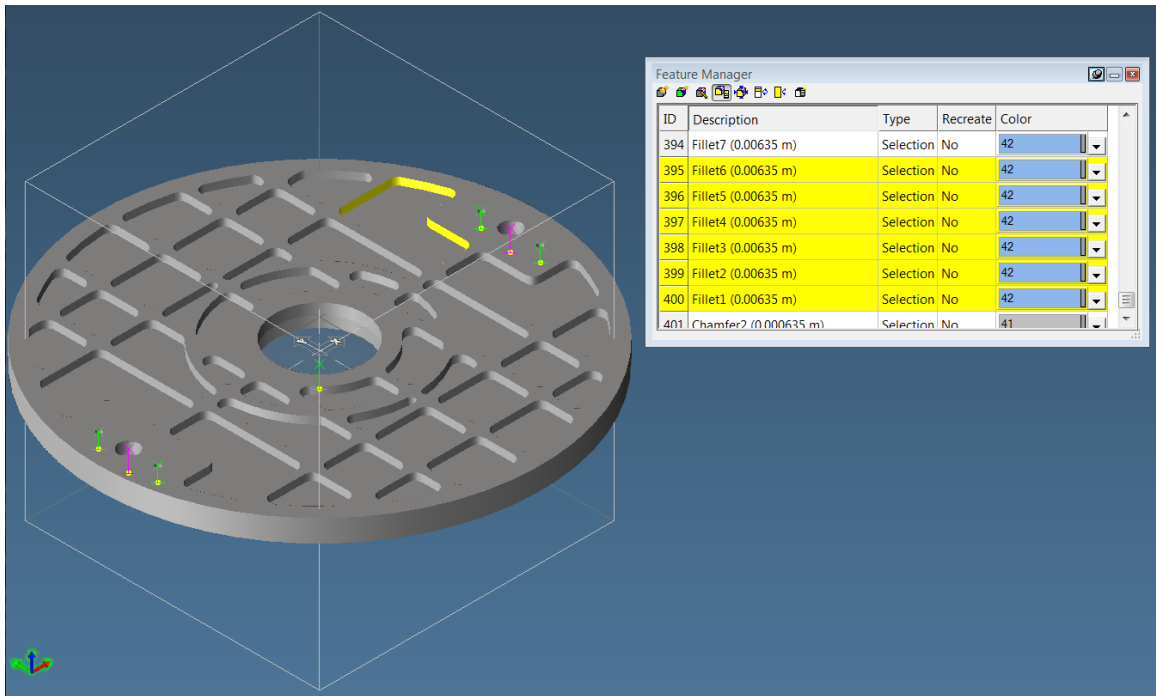 Feature Manager
ID Description Type Recreate Color
394 Fillet7 (0.00635 m) Selection No 42
395 Fillet6 (0.00635 m) Selection No 42
396 Fillet5 (0.00635 m) Selection No 42
397 Fillet4 (0.00635 m) Selection No 42
398 Fillet3 (0.00635 m) Selection No 42
399 Fillet2 (0.00635 m) Selection No 42
400 Fillet1 (0.00635 m) Selection No 42
401 Chamfer2 (0.000635 m) Selection No 41